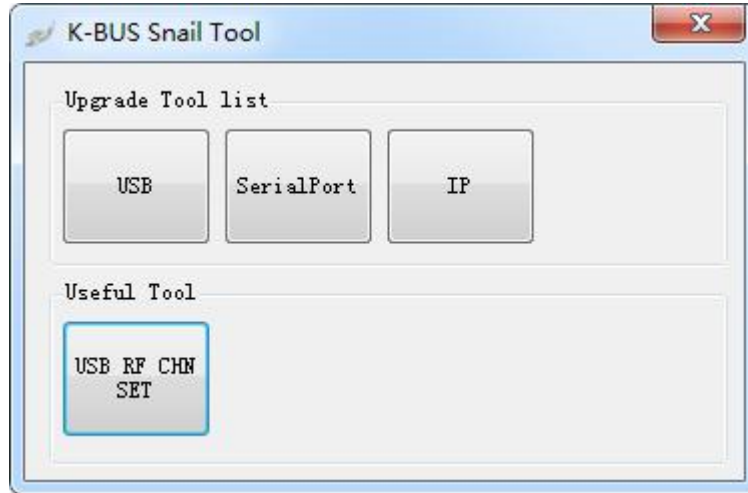 K-BUS Snail Tool
Upgrade Tool list
USB
SerialPort
IP
Useful Tool
USB RF CHN
SET